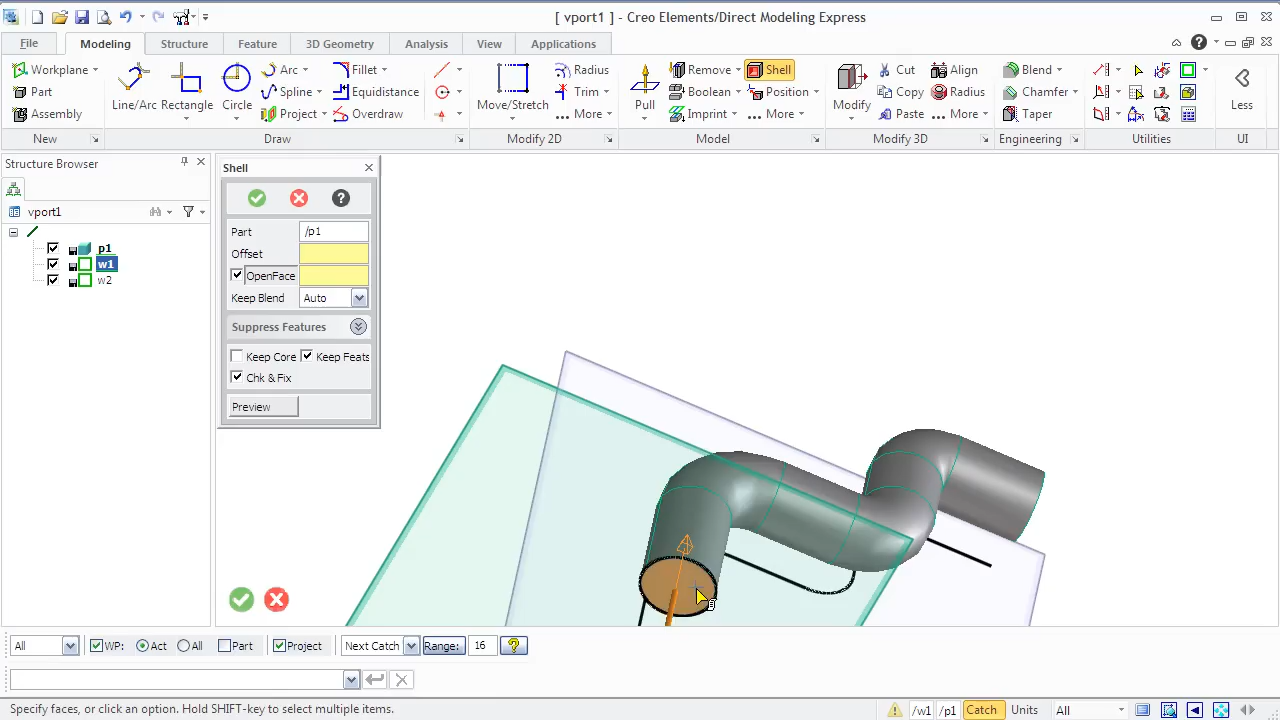 [ vport1 ] - Creo Elements/Direct Modeling Express
File Modeling Structure Feature 3D Geometry Analysis View Applications
Workplane Arc Fillet Radius Remove Shell Cut Align Blend
Part Line/Arc Rectangle Circle Spline Equidistance Move/Stretch Trim Pull Boolean Position Modify Copy Radius Chamfer Less
Assembly Project Overdraw More Imprint More Paste More Taper
New Draw Modify 2D Model Modify 3D Engineering Utilities UI
Structure Browser
vport1
p1
w1
w2
Shell
Part /p1
Offset
OpenFace
Keep Blend Auto
Suppress Features
Keep Core Keep Feats
Chk & Fix
Preview
All WP: Act All Part Project Next Catch Range: 16
Specify faces, or click an option. Hold SHIFT-key to select multiple items. /w1 /p1 Catch Units All